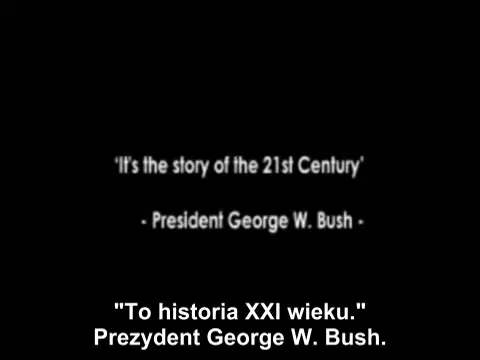 'It's the story of the 21st Century'
- President George W. Bush -
"To historia XXI wieku."
Prezydent George W. Bush.